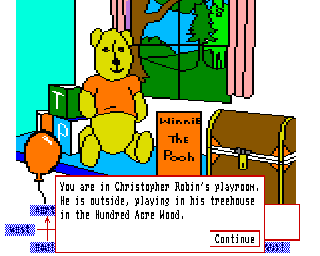 T
P
Winnie
The
Pooh
You are in Christopher Robin's playroom.
He is outside, playing in his treehouse
in the Hundred Acre Wood.
Continue